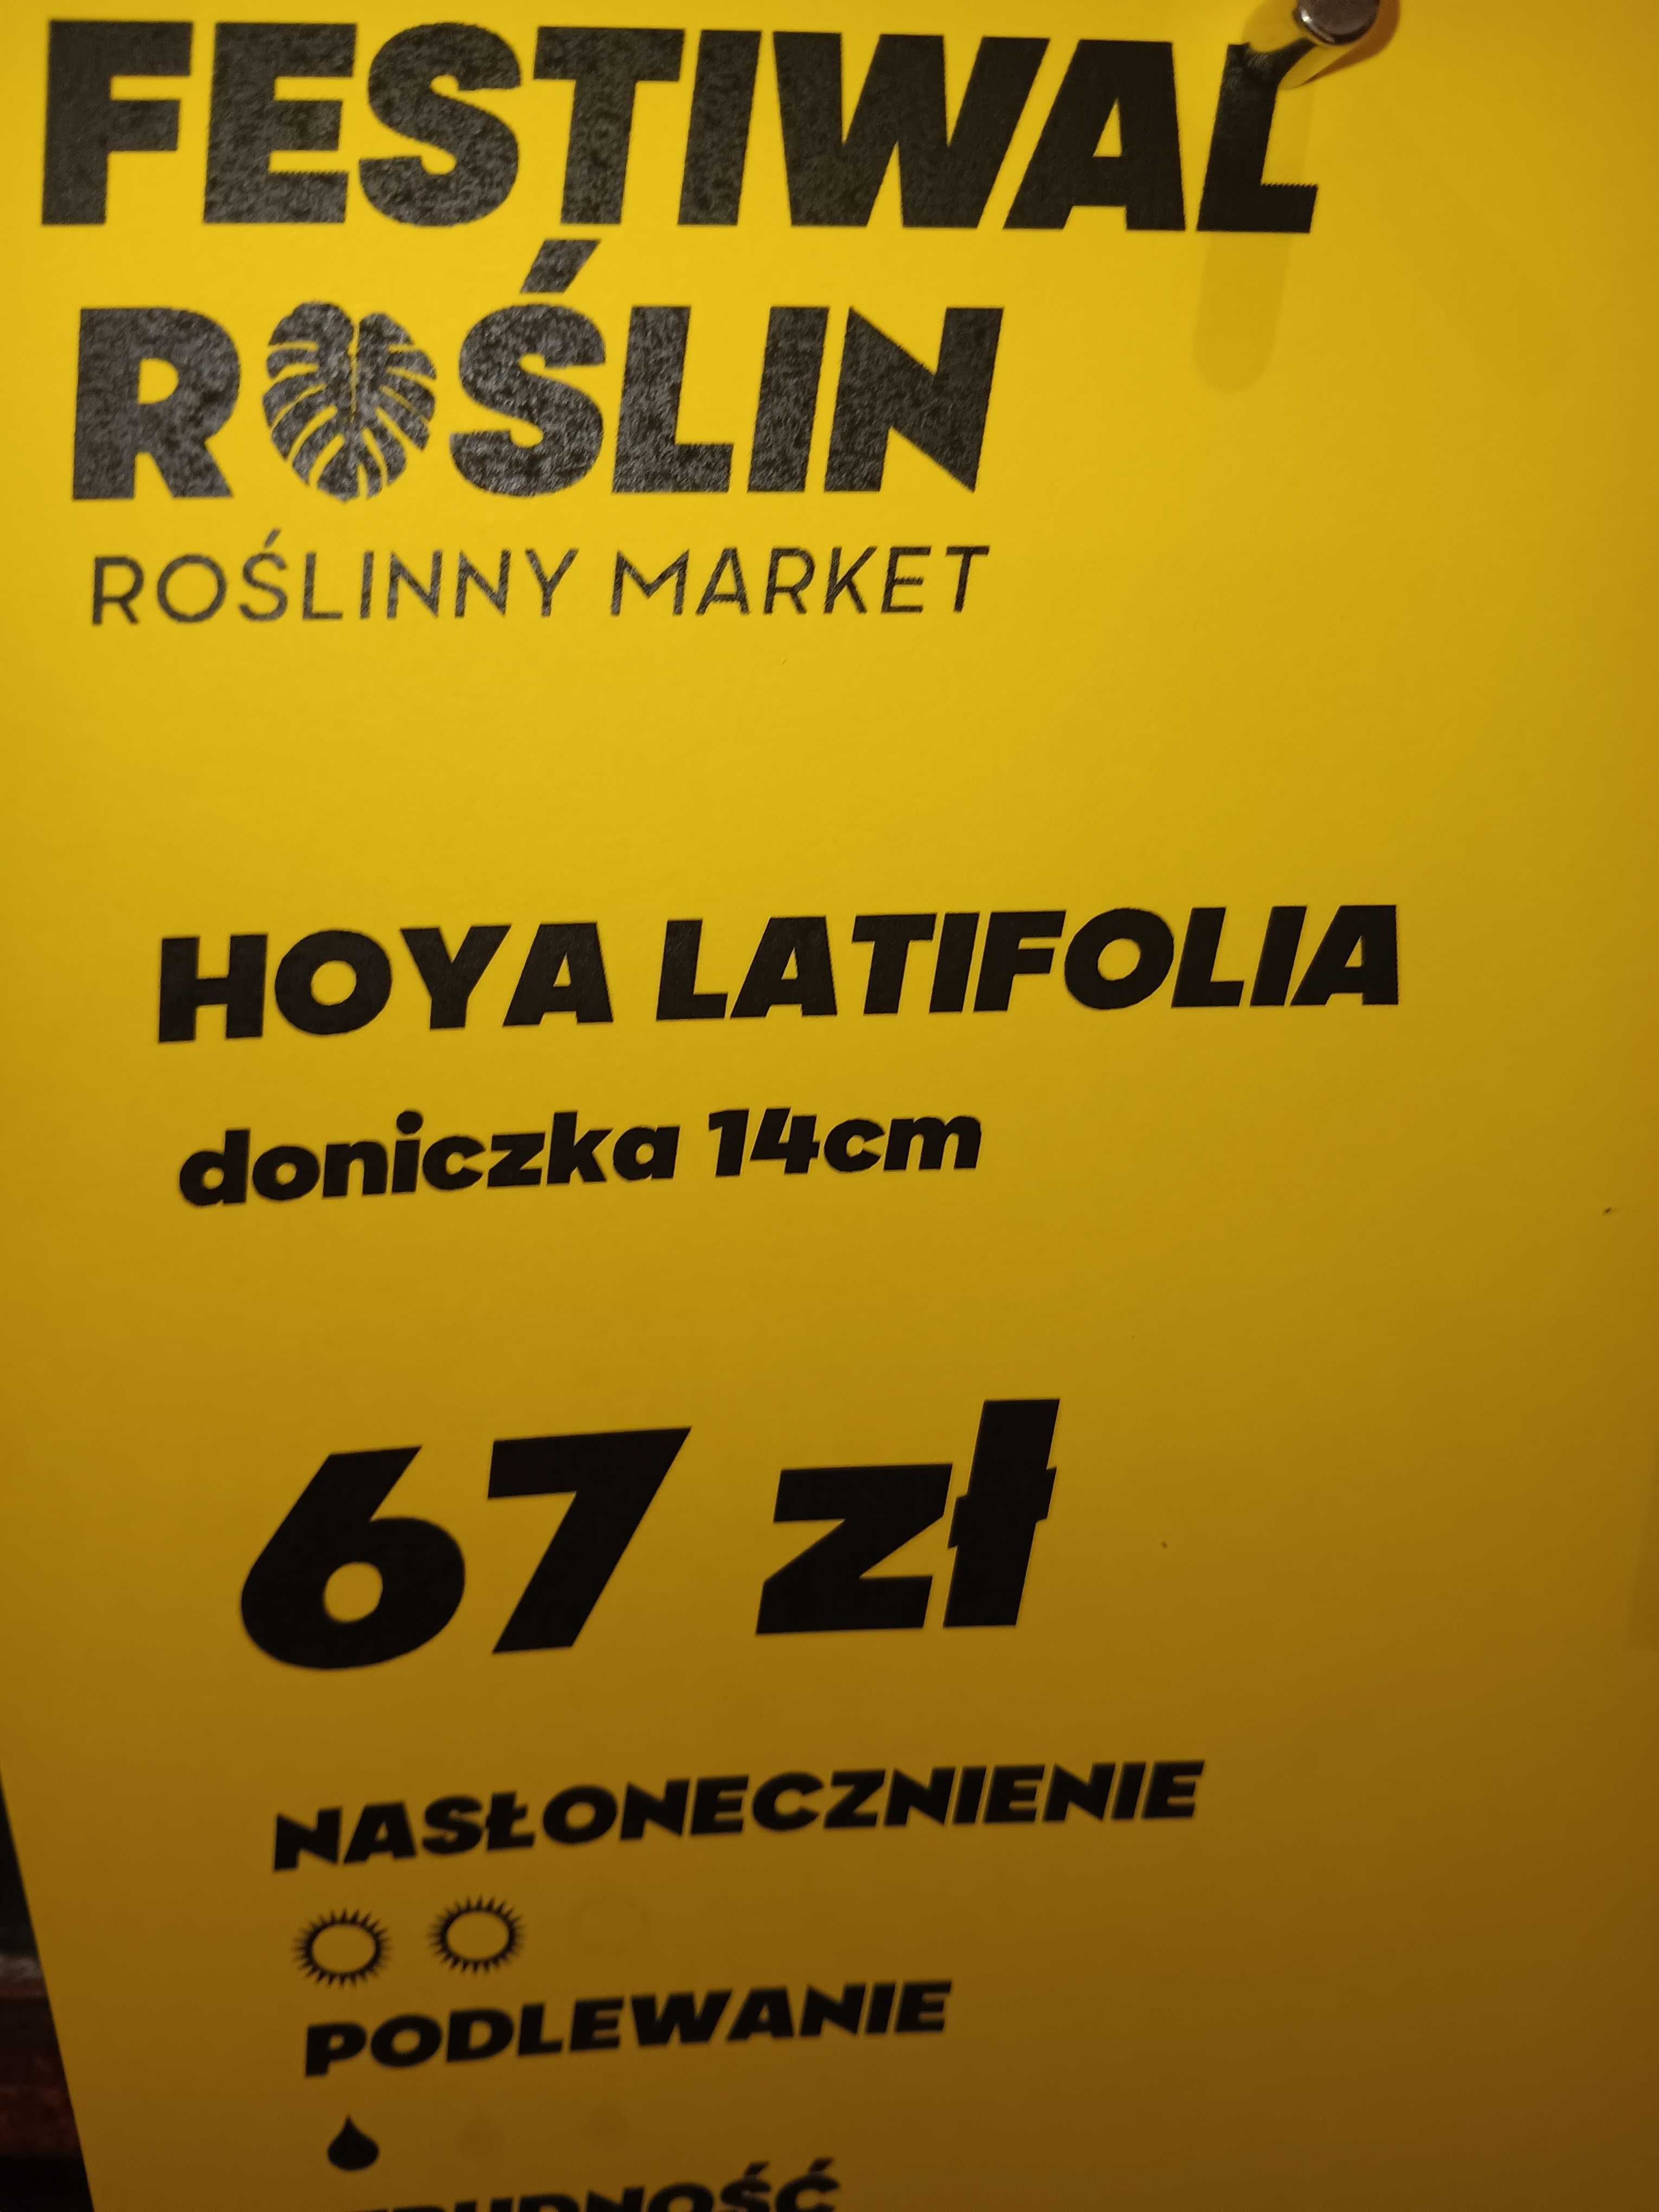 FESTIWAL
ROŚLIN
ROŚLINNY MARKET
HOYA LATIFOLIA
doniczka 14cm
67 zł
NASŁONECZNIENIE
PODLEWANIE